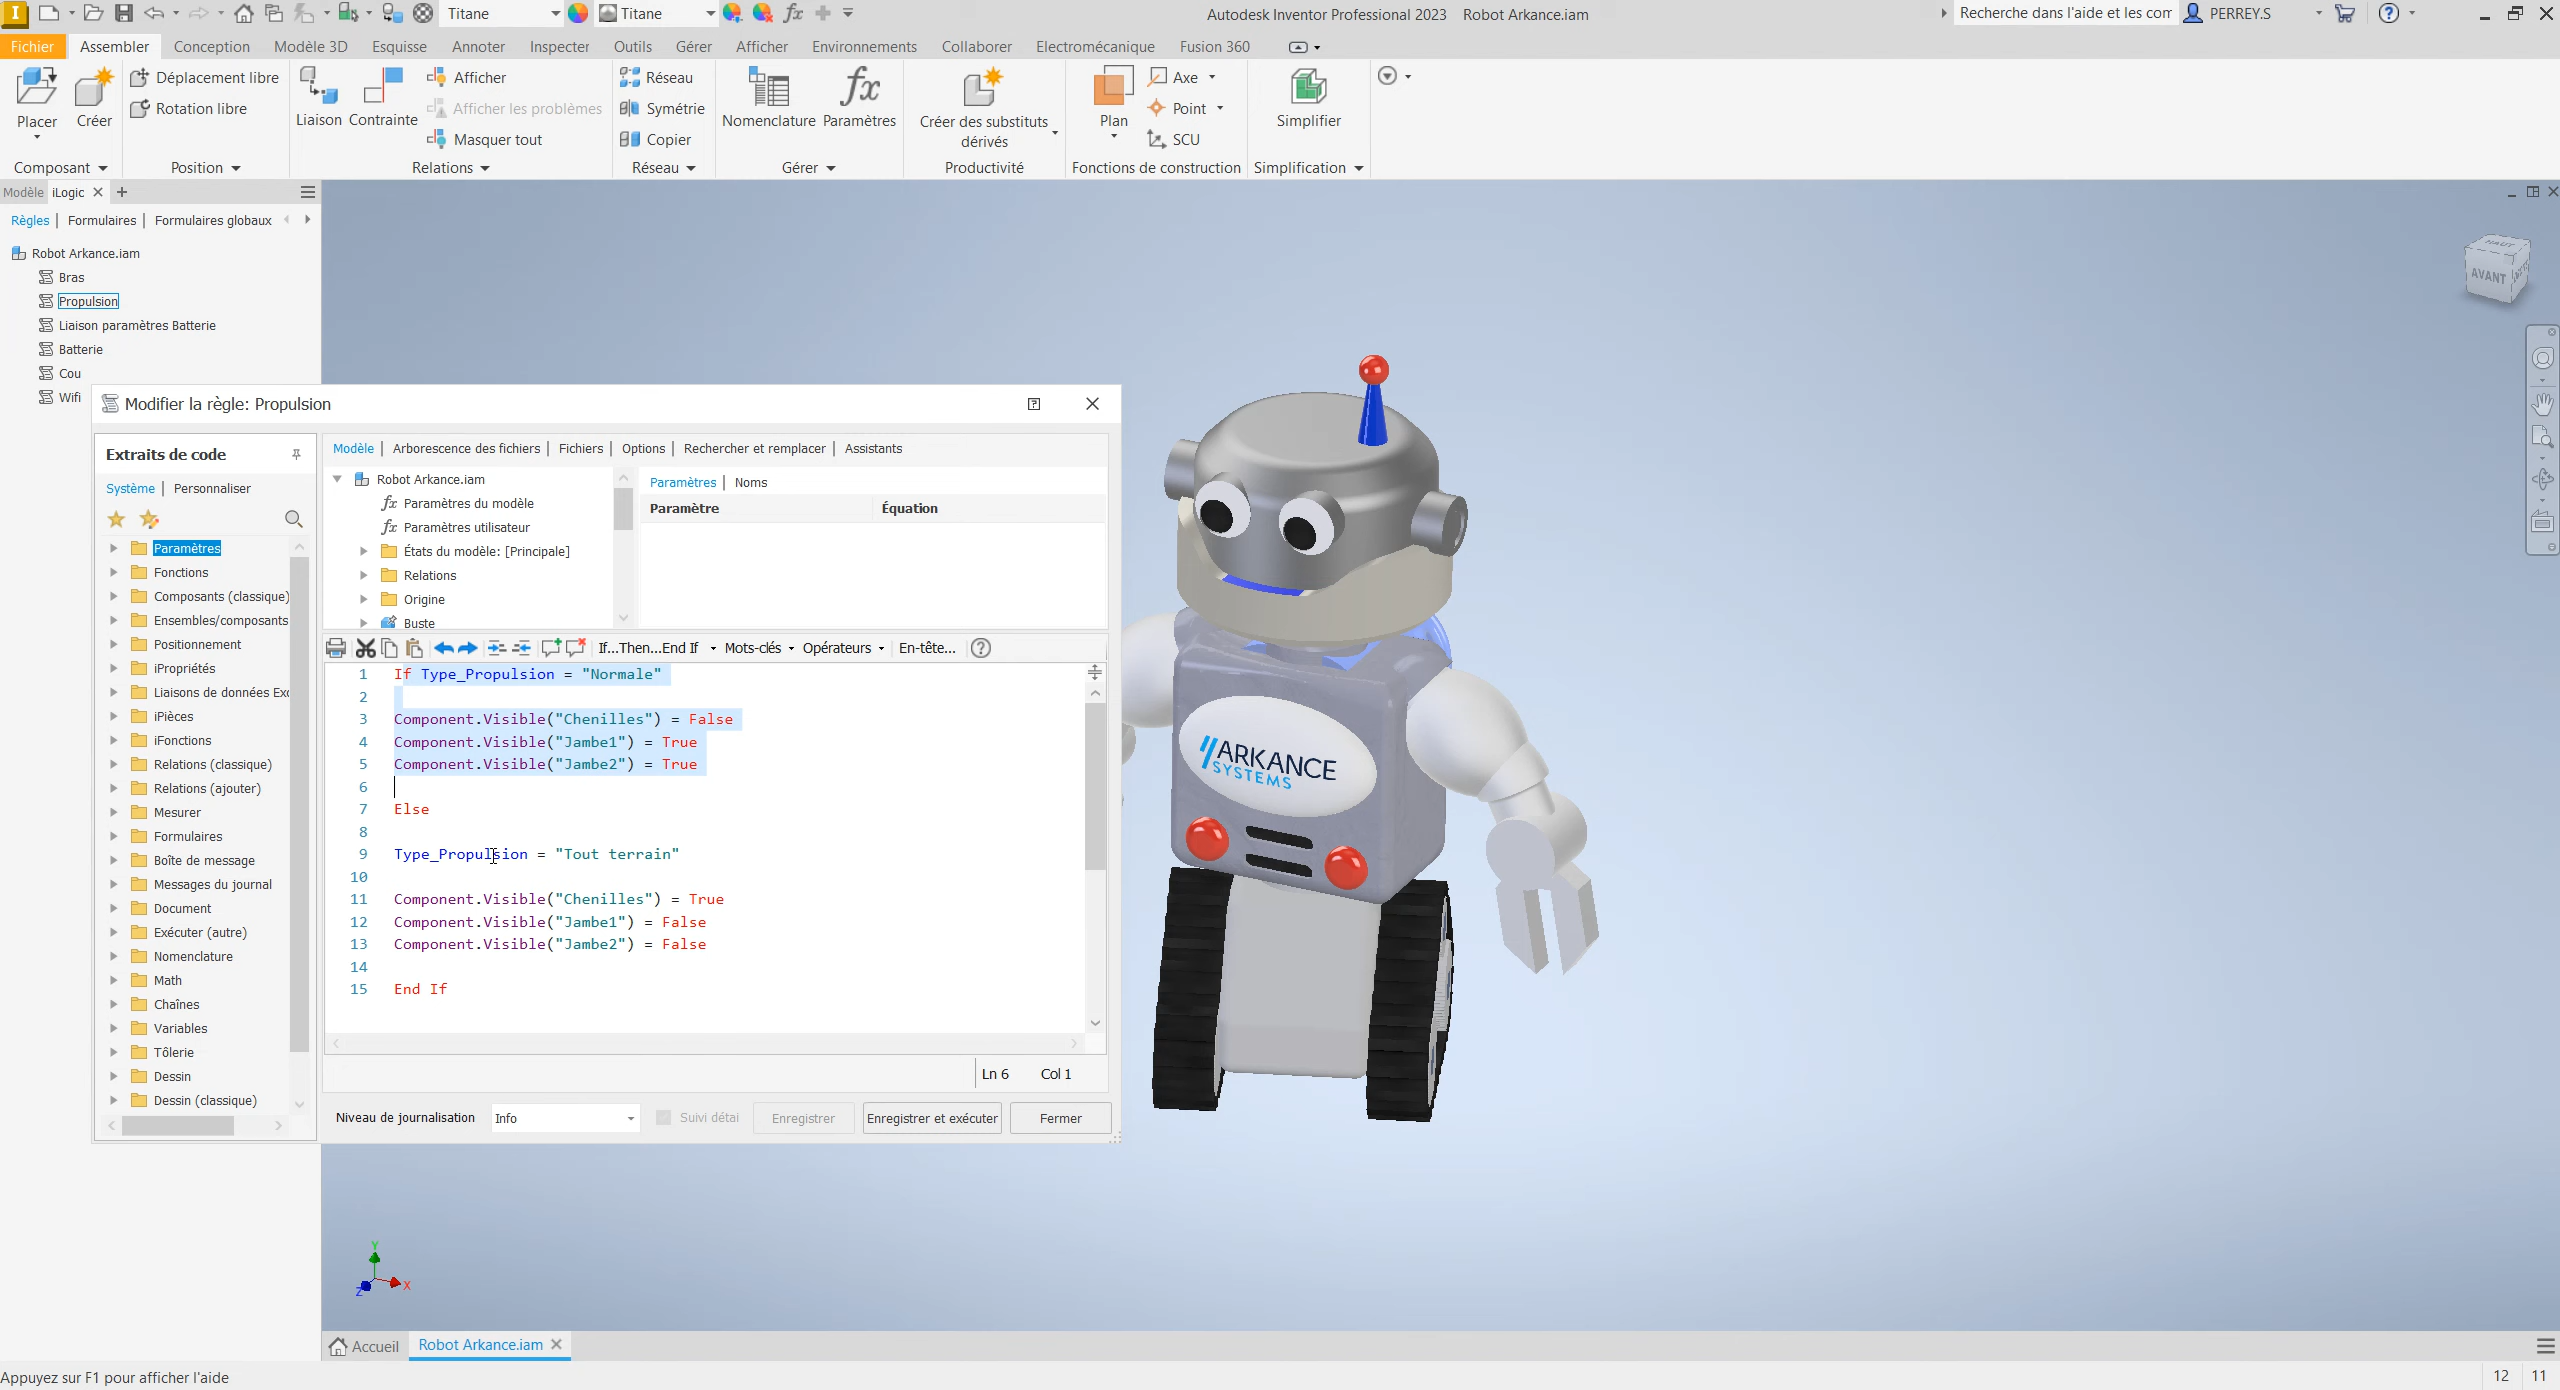 Titane
Titane
Autodesk Inventor Professional 2023 Robot Arkance.iam
Recherche dans l'aide et les com
PERREY.S
Fichier
Assembler
Conception
Modèle 3D
Esquisse
Annoter
Inspecter
Outils
Gérer
Afficher
Environnements
Collaborer
Electromécanique
Fusion 360
Placer
Créer
Déplacement libre
Rotation libre
Liaison
Contrainte
Afficher
Afficher les problèmes
Masquer tout
Réseau
Symétrie
Copier
Nomenclature
fx
Paramètres
Créer des substituts
dérivés
Plan
Axe
Point
SCU
Simplifier
Composant
Position
Relations
Réseau
Gérer
Productivité
Fonctions de construction
Simplification
Modèle
iLogic
Règles
Formulaires
Formulaires globaux
Robot Arkance.iam
Bras
Propulsion
Liaison paramètres Batterie
Batterie
Cou
Wifi
HAUT
AVANT
Modifier la règle: Propulsion
Extraits de code
Système
Personnaliser
Paramètres
Fonctions
Composants (classique)
Ensembles/composants
Positionnement
iPropriétés
Liaisons de données Exc
iPièces
iFonctions
Relations (classique)
Relations (ajouter)
Mesurer
Formulaires
Boîte de message
Messages du journal
Document
Exécuter (autre)
Nomenclature
Math
Chaînes
Variables
Tôlerie
Dessin
Dessin (classique)
Modèle
Arborescence des fichiers
Fichiers
Options
Rechercher et remplacer
Assistants
Robot Arkance.iam
fx Paramètres du modèle
fx Paramètres utilisateur
États du modèle: [Principale]
Relations
Origine
Buste
Paramètres
Noms
Paramètre
Équation
If...Then...End If
Mots-clés
Opérateurs
En-tête...
1 If Type_Propulsion = "Normale"
2
3 Component.Visible("Chenilles") = False
4 Component.Visible("Jambe1") = True
5 Component.Visible("Jambe2") = True
6
7 Else
8
9 Type_Propulsion = "Tout terrain"
10
11 Component.Visible("Chenilles") = True
12 Component.Visible("Jambe1") = False
13 Component.Visible("Jambe2") = False
14
15 End If
Ln 6
Col 1
Niveau de journalisation
Info
Suivi détai
Enregistrer
Enregistrer et exécuter
Fermer
ARKANCE
SYSTEMS
Y
X
Z
Accueil
Robot Arkance.iam
Appuyez sur F1 pour afficher l'aide
12
11